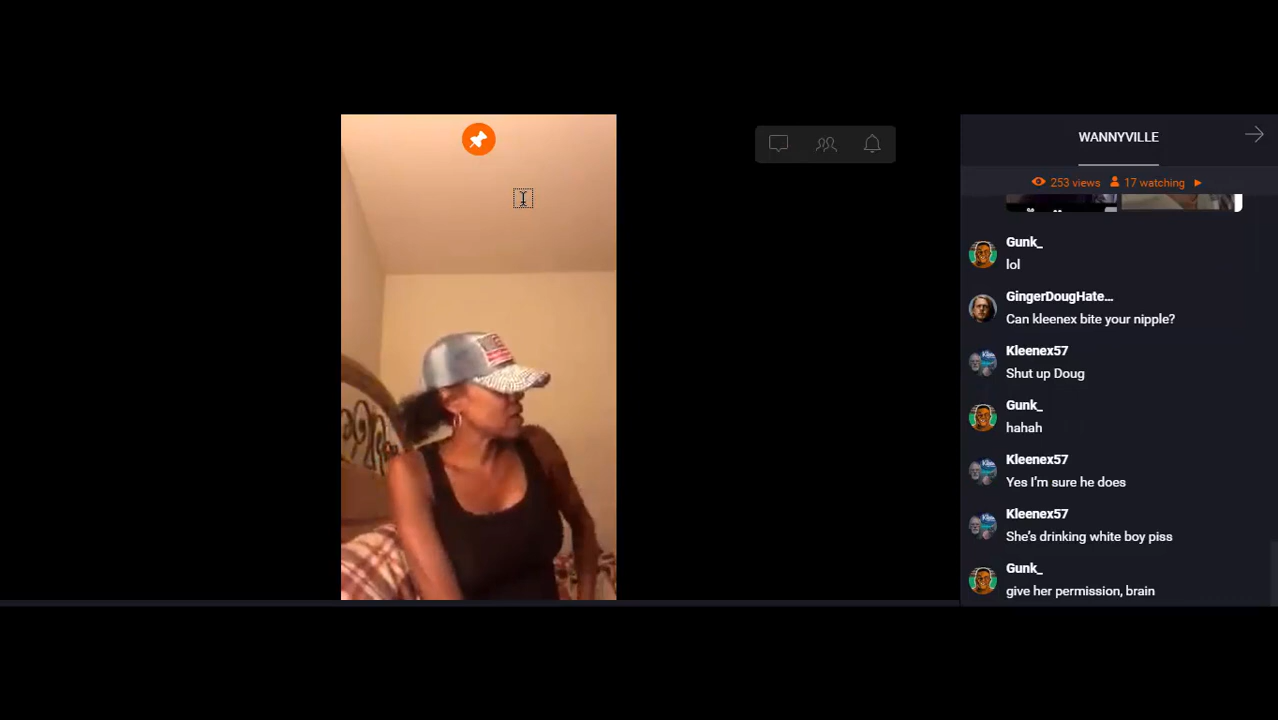 WANNYVILLE
253 views 17 watching
Gunk_
lol
GingerDougHate...
Can kleenex bite your nipple?
Kleenex57
Shut up Doug
Gunk_
hahah
Kleenex57
Yes I'm sure he does
Kleenex57
She's drinking white boy piss
Gunk_
give her permission, brain